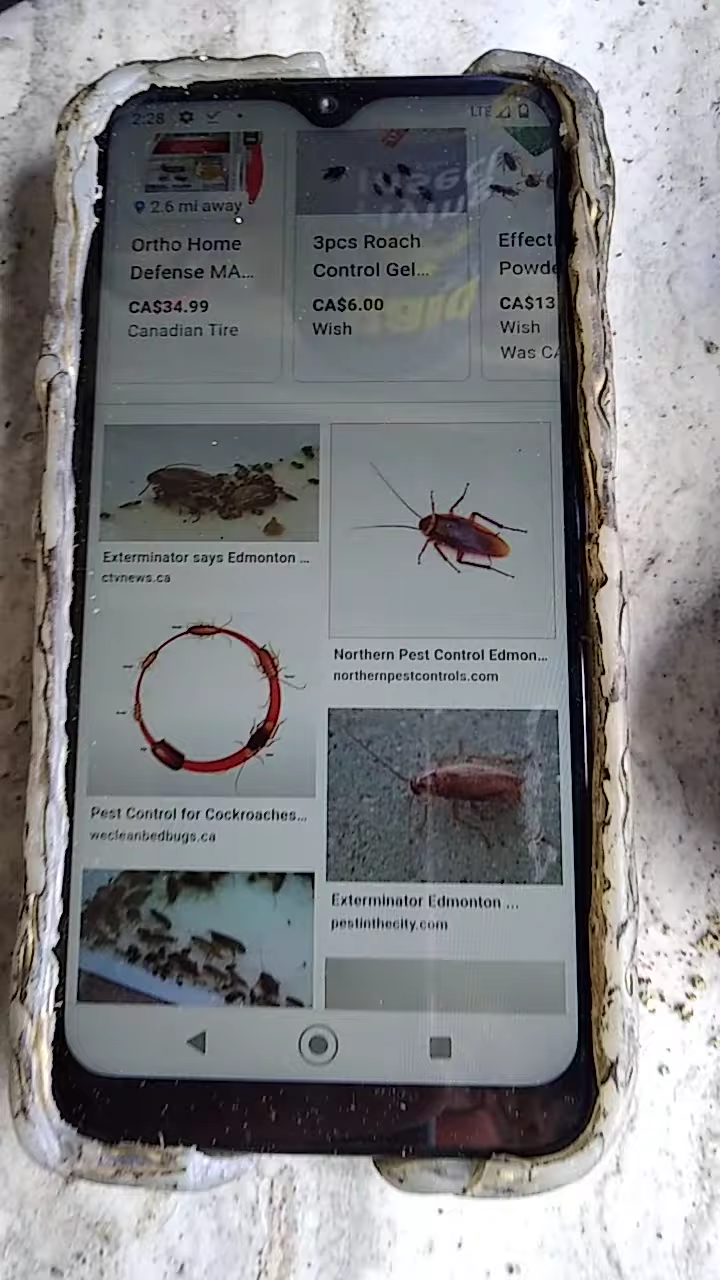 2:28
LTE
2.6 mi away
Ortho Home
Defense MA...
CA$34.99
Canadian Tire
3pcs Roach
Control Gel...
CA$6.00
Wish
Effecti
Powde
CA$13
Wish
Was CA
Exterminator says Edmonton ...
ctvnews.ca
Northern Pest Control Edmon...
northernpestcontrols.com
Pest Control for Cockroaches...
wecleanbedbugs.ca
Exterminator Edmonton ...
pestinthecity.com